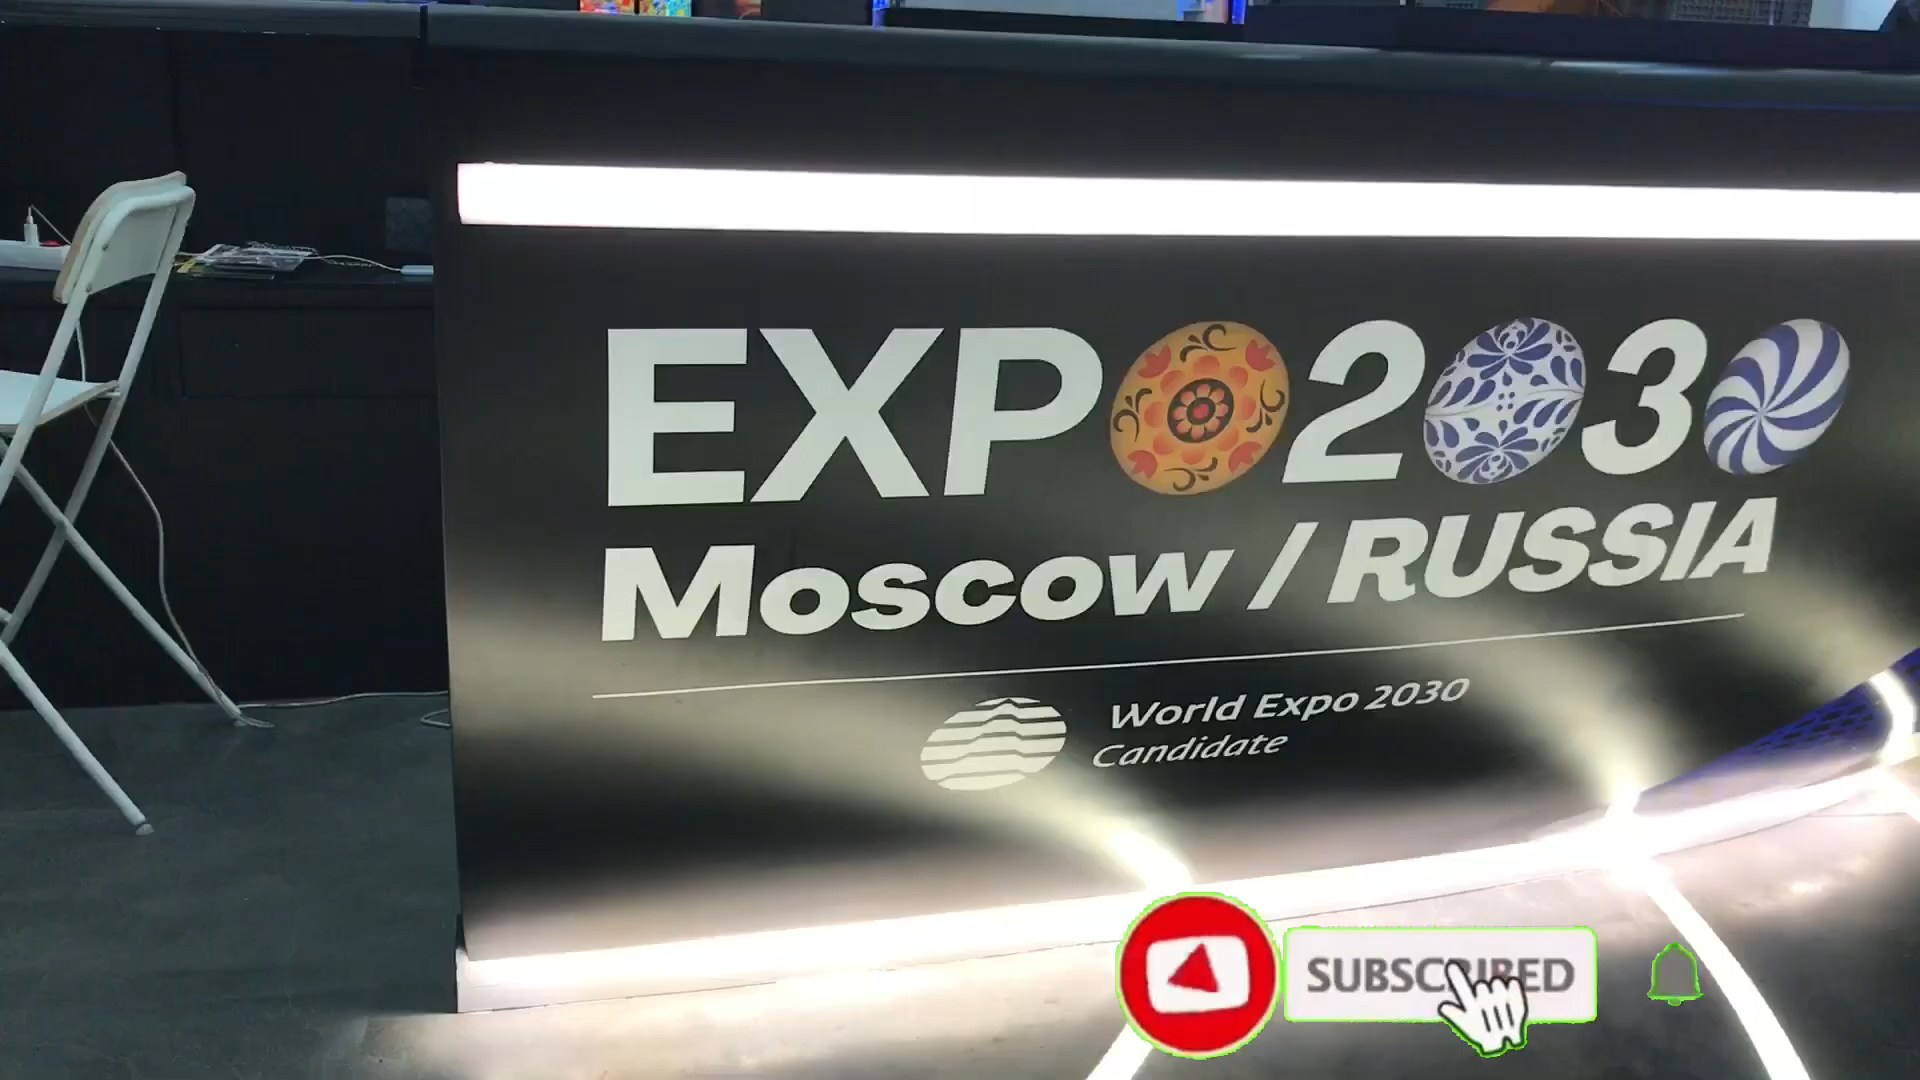 EXPO2030
Moscow / RUSSIA
World Expo 2030
Candidate
SUBSCRIBED